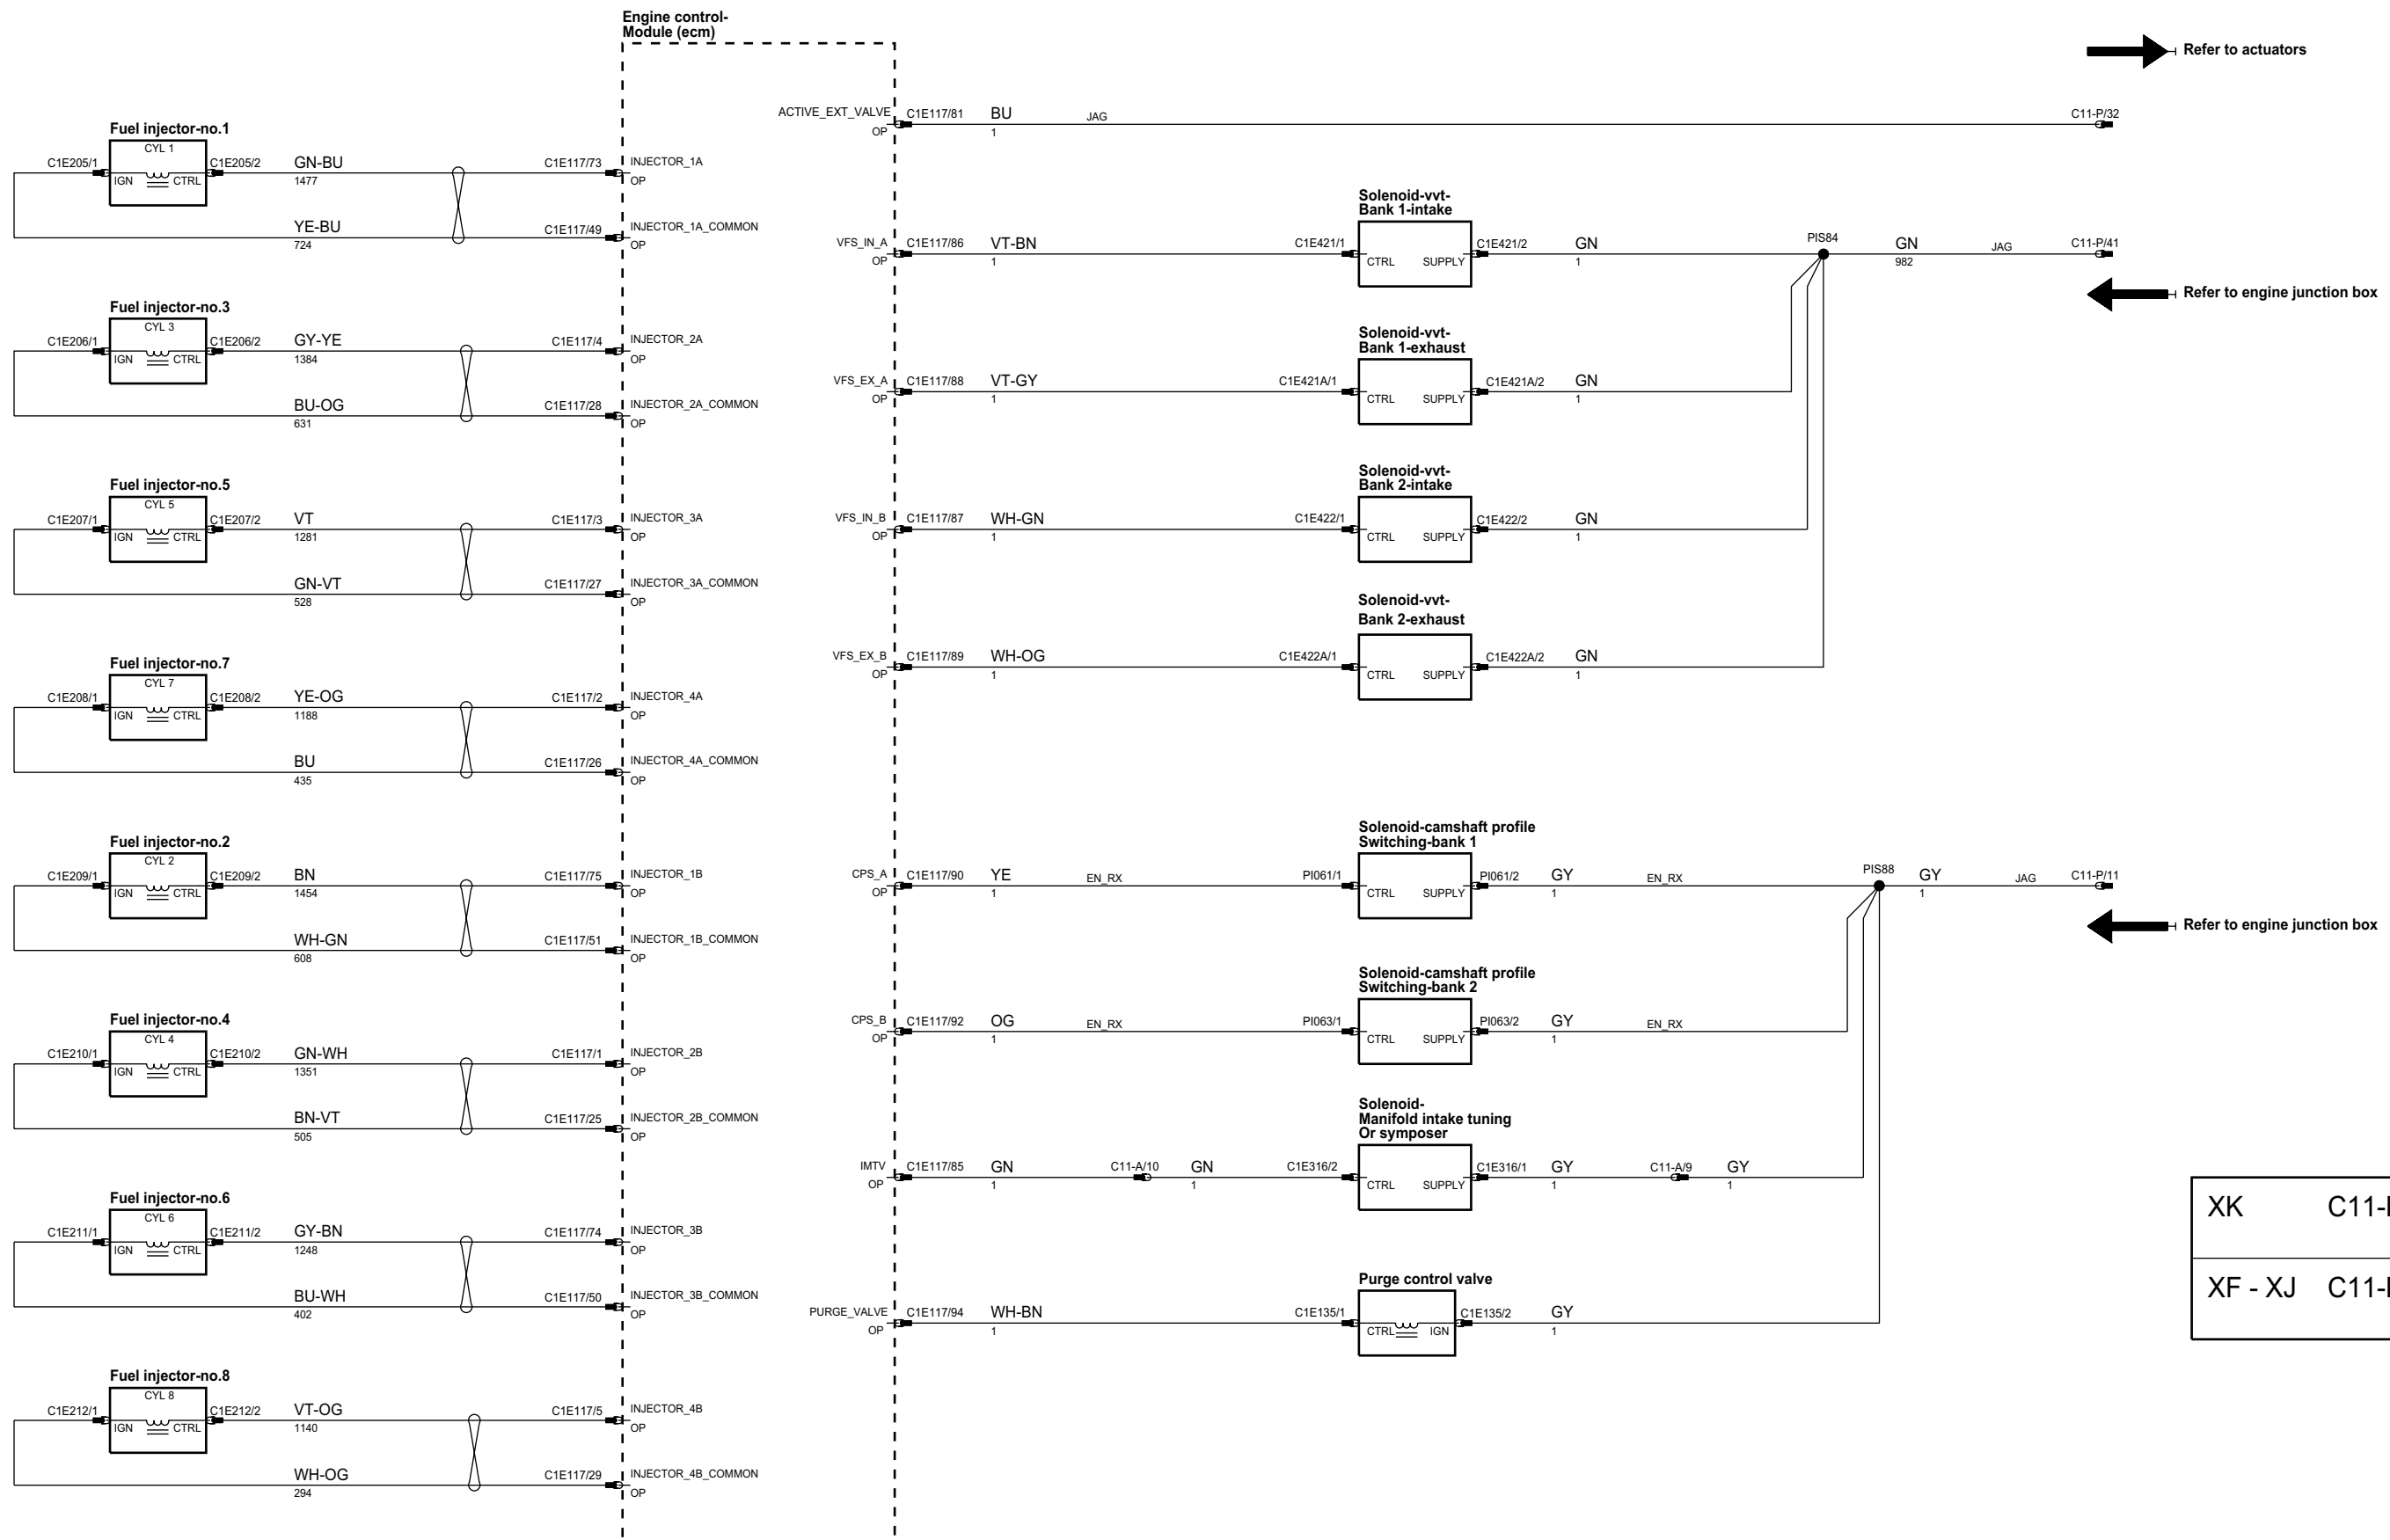 Engine control-
Module (ecm)
Refer to actuators
ACTIVE_EXT_VALVE
OP
C1E117/81
BU
1
JAG
C11-P/32
Fuel injector-no.1
CYL 1
C1E205/1
IGN
CTRL
C1E205/2
GN-BU
1477
C1E117/73
INJECTOR_1A
OP
YE-BU
724
C1E117/49
INJECTOR_1A_COMMON
OP
Solenoid-vvt-
Bank 1-intake
VFS_IN_A
OP
C1E117/86
VT-BN
1
C1E421/1
CTRL
SUPPLY
C1E421/2
GN
1
PIS84
GN
982
JAG
C11-P/41
Refer to engine junction box
Fuel injector-no.3
CYL 3
C1E206/1
IGN
CTRL
C1E206/2
GY-YE
1384
C1E117/4
INJECTOR_2A
OP
BU-OG
631
C1E117/28
INJECTOR_2A_COMMON
OP
Solenoid-vvt-
Bank 1-exhaust
VFS_EX_A
OP
C1E117/88
VT-GY
1
C1E421A/1
CTRL
SUPPLY
C1E421A/2
GN
1
Fuel injector-no.5
CYL 5
C1E207/1
IGN
CTRL
C1E207/2
VT
1281
C1E117/3
INJECTOR_3A
OP
GN-VT
528
C1E117/27
INJECTOR_3A_COMMON
OP
Solenoid-vvt-
Bank 2-intake
VFS_IN_B
OP
C1E117/87
WH-GN
1
C1E422/1
CTRL
SUPPLY
C1E422/2
GN
1
Solenoid-vvt-
Bank 2-exhaust
VFS_EX_B
OP
C1E117/89
WH-OG
1
C1E422A/1
CTRL
SUPPLY
C1E422A/2
GN
1
Fuel injector-no.7
CYL 7
C1E208/1
IGN
CTRL
C1E208/2
YE-OG
1188
C1E117/2
INJECTOR_4A
OP
BU
435
C1E117/26
INJECTOR_4A_COMMON
OP
Fuel injector-no.2
CYL 2
C1E209/1
IGN
CTRL
C1E209/2
BN
1454
C1E117/75
INJECTOR_1B
OP
WH-GN
608
C1E117/51
INJECTOR_1B_COMMON
OP
Solenoid-camshaft profile
Switching-bank 1
CPS_A
OP
C1E117/90
YE
1
EN_RX
PI061/1
CTRL
SUPPLY
PI061/2
GY
1
EN_RX
PIS88
GY
1
JAG
C11-P/11
Refer to engine junction box
Solenoid-camshaft profile
Switching-bank 2
CPS_B
OP
C1E117/92
OG
1
EN_RX
PI063/1
CTRL
SUPPLY
PI063/2
GY
1
EN_RX
Fuel injector-no.4
CYL 4
C1E210/1
IGN
CTRL
C1E210/2
GN-WH
1351
C1E117/1
INJECTOR_2B
OP
BN-VT
505
C1E117/25
INJECTOR_2B_COMMON
OP
Solenoid-
Manifold intake tuning
Or symposer
IMTV
OP
C1E117/85
GN
1
C11-A/10
GN
1
C1E316/2
CTRL
SUPPLY
C1E316/1
GY
1
C11-A/9
GY
1
Fuel injector-no.6
CYL 6
C1E211/1
IGN
CTRL
C1E211/2
GY-BN
1248
C1E117/74
INJECTOR_3B
OP
BU-WH
402
C1E117/50
INJECTOR_3B_COMMON
OP
Purge control valve
PURGE_VALVE
OP
C1E117/94
WH-BN
1
C1E135/1
CTRL
IGN
C1E135/2
GY
1
Fuel injector-no.8
CYL 8
C1E212/1
IGN
CTRL
C1E212/2
VT-OG
1140
C1E117/5
INJECTOR_4B
OP
WH-OG
294
C1E117/29
INJECTOR_4B_COMMON
OP
XK
XF - XJ